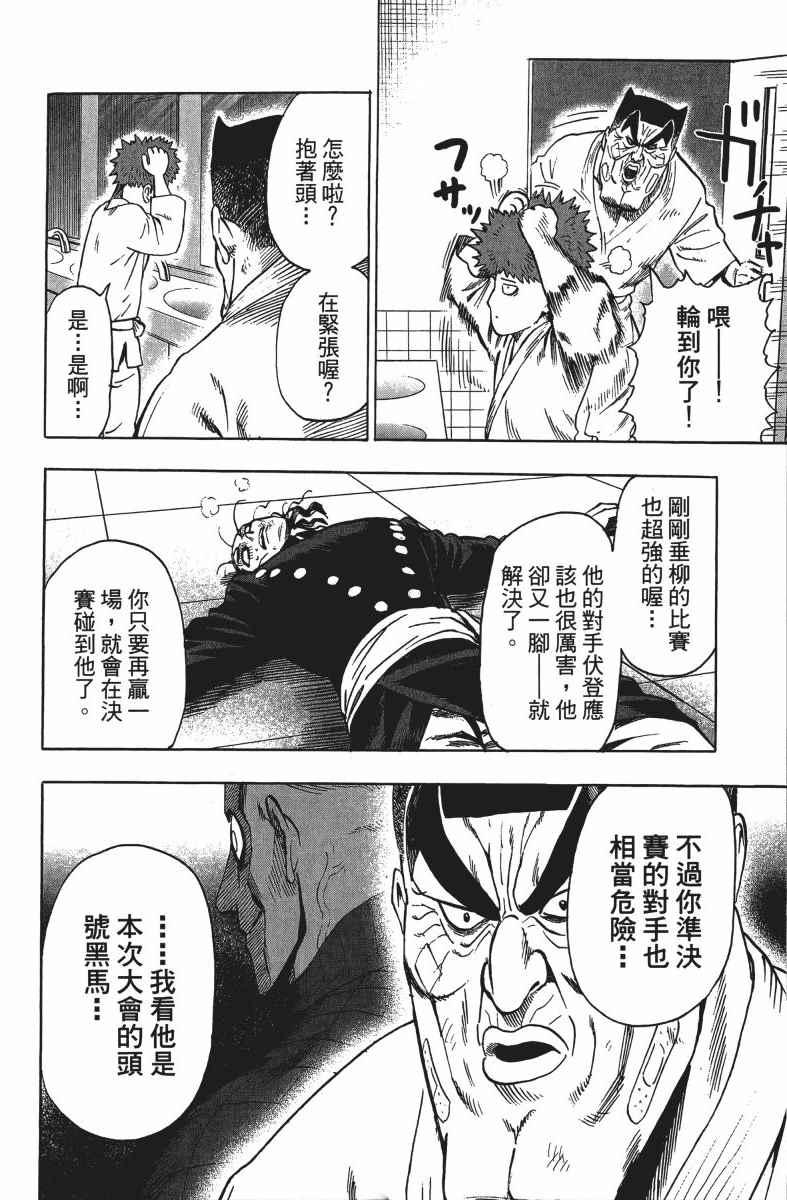 喂——！
輪到你了！
ガチャ
フサッ
怎麼啦？
抱著頭…
在緊張喔？
是…是啊…
剛剛垂柳的比賽
也超強的喔…
他的對手伏登應
該也很厲害，他
卻又一腳——就
解決了。
你只要再贏一
場，就會在決
賽碰到他了。
不過你準決
賽的對手也
相當危險…
……我看他是
本次大會的頭
號黑馬…